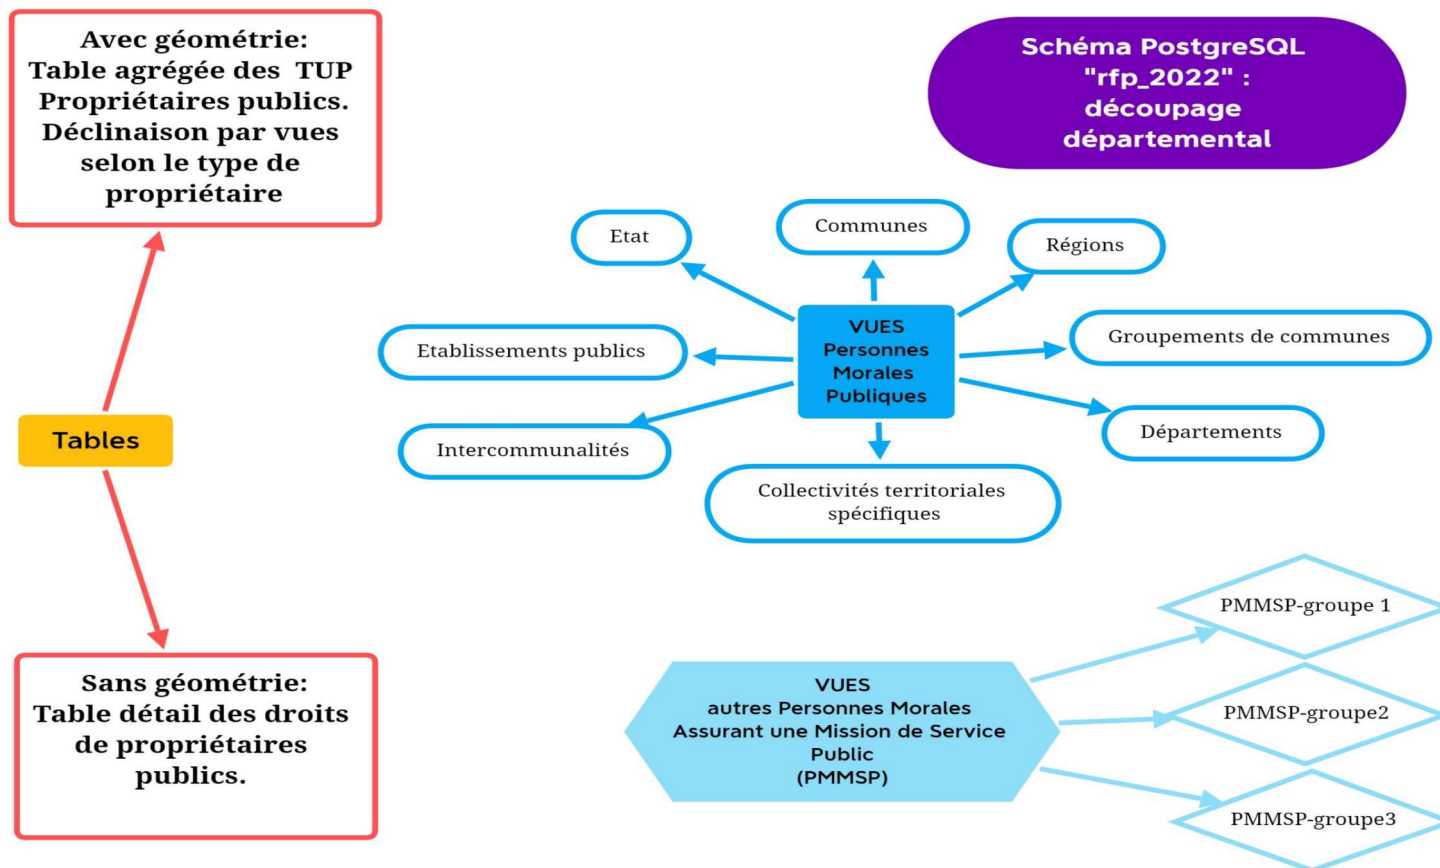 Avec géométrie:
Table agrégée des TUP
Propriétaires publics.
Déclinaison par vues
selon le type de
propriétaire
Schéma PostgreSQL
"rfp_2022" :
découpage
départemental
Etat
Communes
Régions
Etablissements publics
VUES
Personnes
Morales
Publiques
Groupements de communes
Tables
Intercommunalités
Départements
Collectivités territoriales
spécifiques
Sans géométrie:
Table détail des droits
de propriétaires
publics.
VUES
autres Personnes Morales
Assurant une Mission de Service
Public
(PMMSP)
PMMSP-groupe 1
PMMSP-groupe2
PMMSP-groupe3